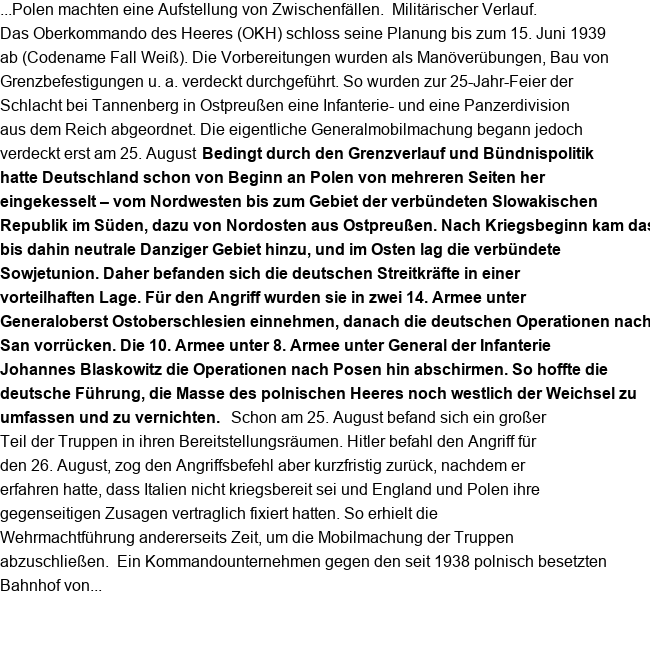 ...Polen machten eine Aufstellung von Zwischenfällen.  Militärischer Verlauf.
Das Oberkommando des Heeres (OKH) schloss seine Planung bis zum 15. Juni 1939
ab (Codename Fall Weiß). Die Vorbereitungen wurden als Manöverübungen, Bau von
Grenzbefestigungen u. a. verdeckt durchgeführt. So wurden zur 25-Jahr-Feier der
Schlacht bei Tannenberg in Ostpreußen eine Infanterie- und eine Panzerdivision
aus dem Reich abgeordnet. Die eigentliche Generalmobilmachung begann jedoch
verdeckt erst am 25. August Bedingt durch den Grenzverlauf und Bündnispolitik
hatte Deutschland schon von Beginn an Polen von mehreren Seiten her
eingekesselt – vom Nordwesten bis zum Gebiet der verbündeten Slowakischen
Republik im Süden, dazu von Nordosten aus Ostpreußen. Nach Kriegsbeginn kam das
bis dahin neutrale Danziger Gebiet hinzu, und im Osten lag die verbündete
Sowjetunion. Daher befanden sich die deutschen Streitkräfte in einer
vorteilhaften Lage. Für den Angriff wurden sie in zwei 14. Armee unter
Generaloberst Ostoberschlesien einnehmen, danach die deutschen Operationen nach
San vorrücken. Die 10. Armee unter 8. Armee unter General der Infanterie
Johannes Blaskowitz die Operationen nach Posen hin abschirmen. So hoffte die
deutsche Führung, die Masse des polnischen Heeres noch westlich der Weichsel zu
umfassen und zu vernichten.  Schon am 25. August befand sich ein großer
Teil der Truppen in ihren Bereitstellungsräumen. Hitler befahl den Angriff für
den 26. August, zog den Angriffsbefehl aber kurzfristig zurück, nachdem er
erfahren hatte, dass Italien nicht kriegsbereit sei und England und Polen ihre
gegenseitigen Zusagen vertraglich fixiert hatten. So erhielt die
Wehrmachtführung andererseits Zeit, um die Mobilmachung der Truppen
abzuschließen.  Ein Kommandounternehmen gegen den seit 1938 polnisch besetzten
Bahnhof von...